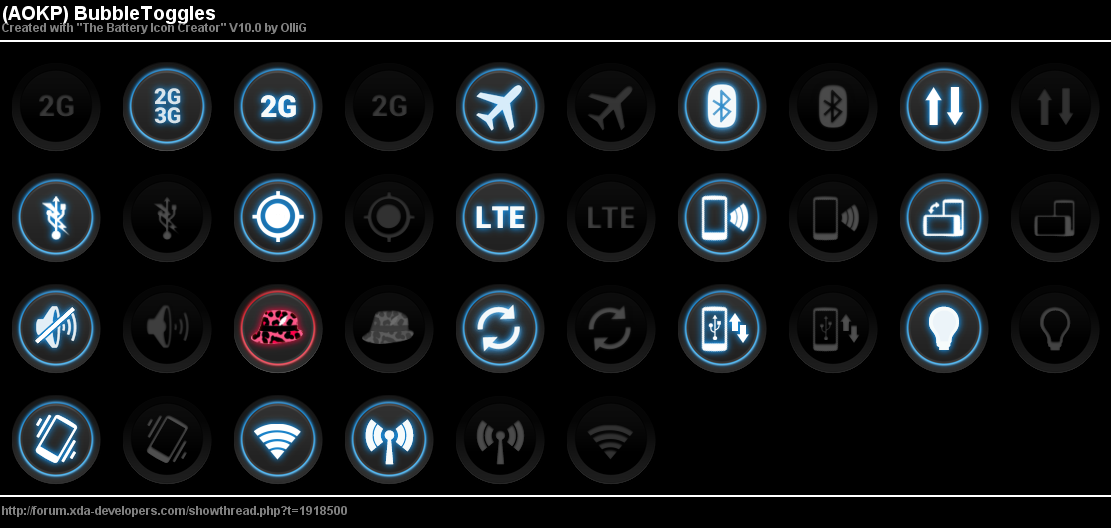 (AOKP) BubbleToggles
Created with "The Battery Icon Creator" V10.0 by OlliG
2G
2G
3G
2G
2G
LTE
LTE
http://forum.xda-developers.com/showthread.php?t=1918500